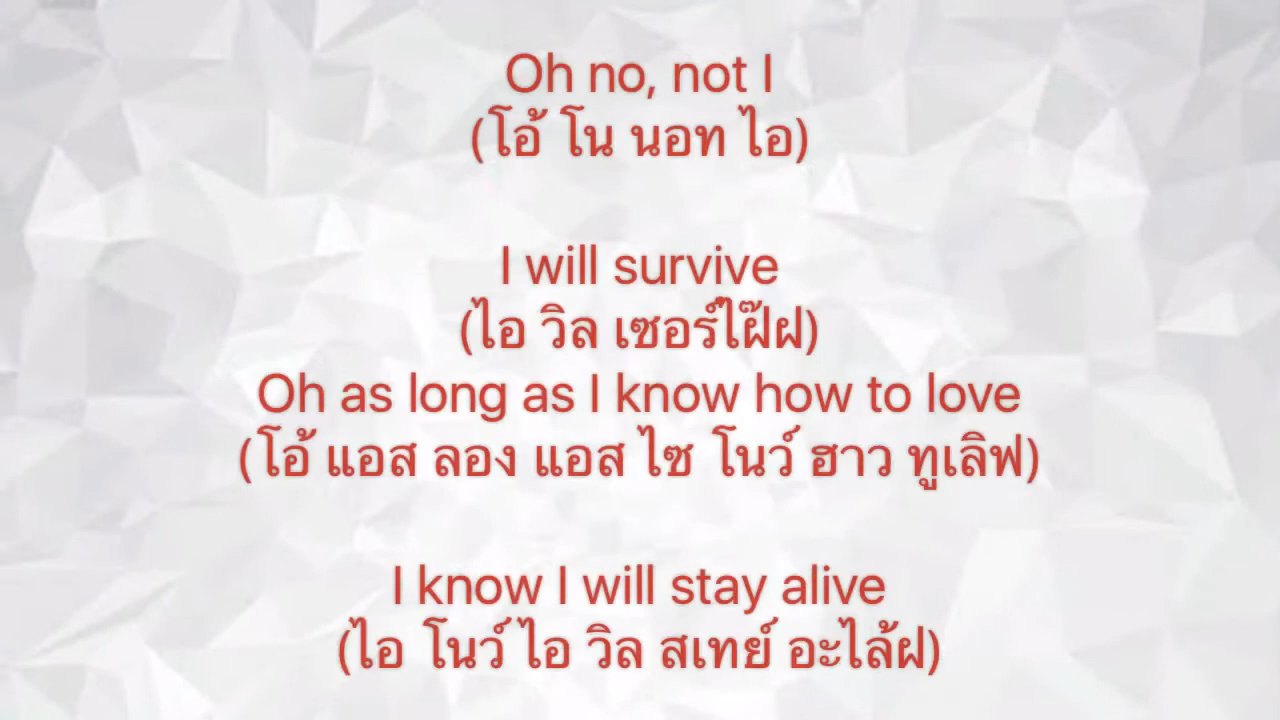 Oh no, not I
(โอ้ โน นอท ไอ)
I will survive
(ไอ วิล เซอร์ไฝ๊ฝ)
Oh as long as I know how to love
(โอ้ แอส ลอง แอส ไซ โนว์ ฮาว ทูเลิฟ)
I know I will stay alive
(ไอ โนว์ ไอ วิล สเทย์ อะไล้ฝ)